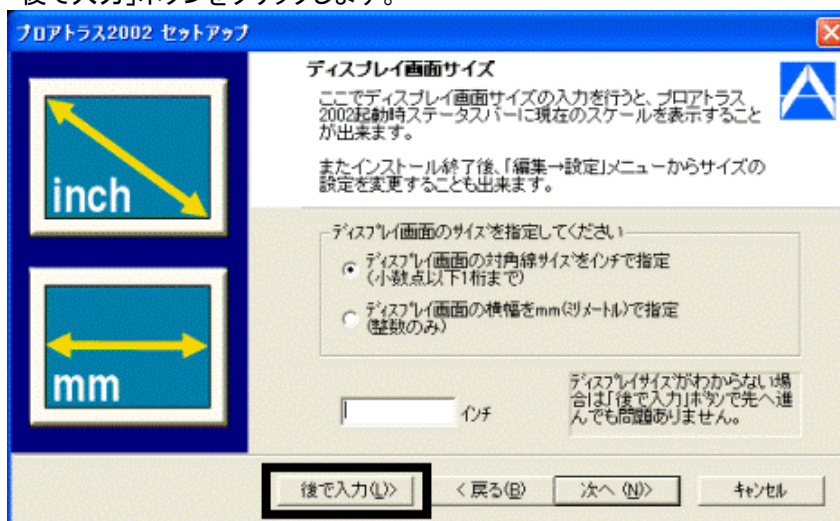 後で入力」ボタンをクリックします。
プロアトラス2002 セットアップ
ディスプレイ画面サイズ
ここでディスプレイ画面サイズの入力を行うと、プロアトラス
2002起動時ステータスバーに現在のスケールを表示すること
が出来ます。
またインストール終了後、「編集→設定」メニューからサイズの
設定を変更することも出来ます。
inch
mm
ディスプレイ画面のサイズを指定してください
ディスプレイ画面の対角線サイズをインチで指定
(小数点以下1桁まで)
ディスプレイ画面の横幅をmm(ミリメートル)で指定
(整数のみ)
インチ
ディスプレイサイズがわからない場
合は「後で入力」ボタンで先へ進
んでも問題ありません。
後で入力(L)>
< 戻る(B)
次へ (N)>
キャンセル